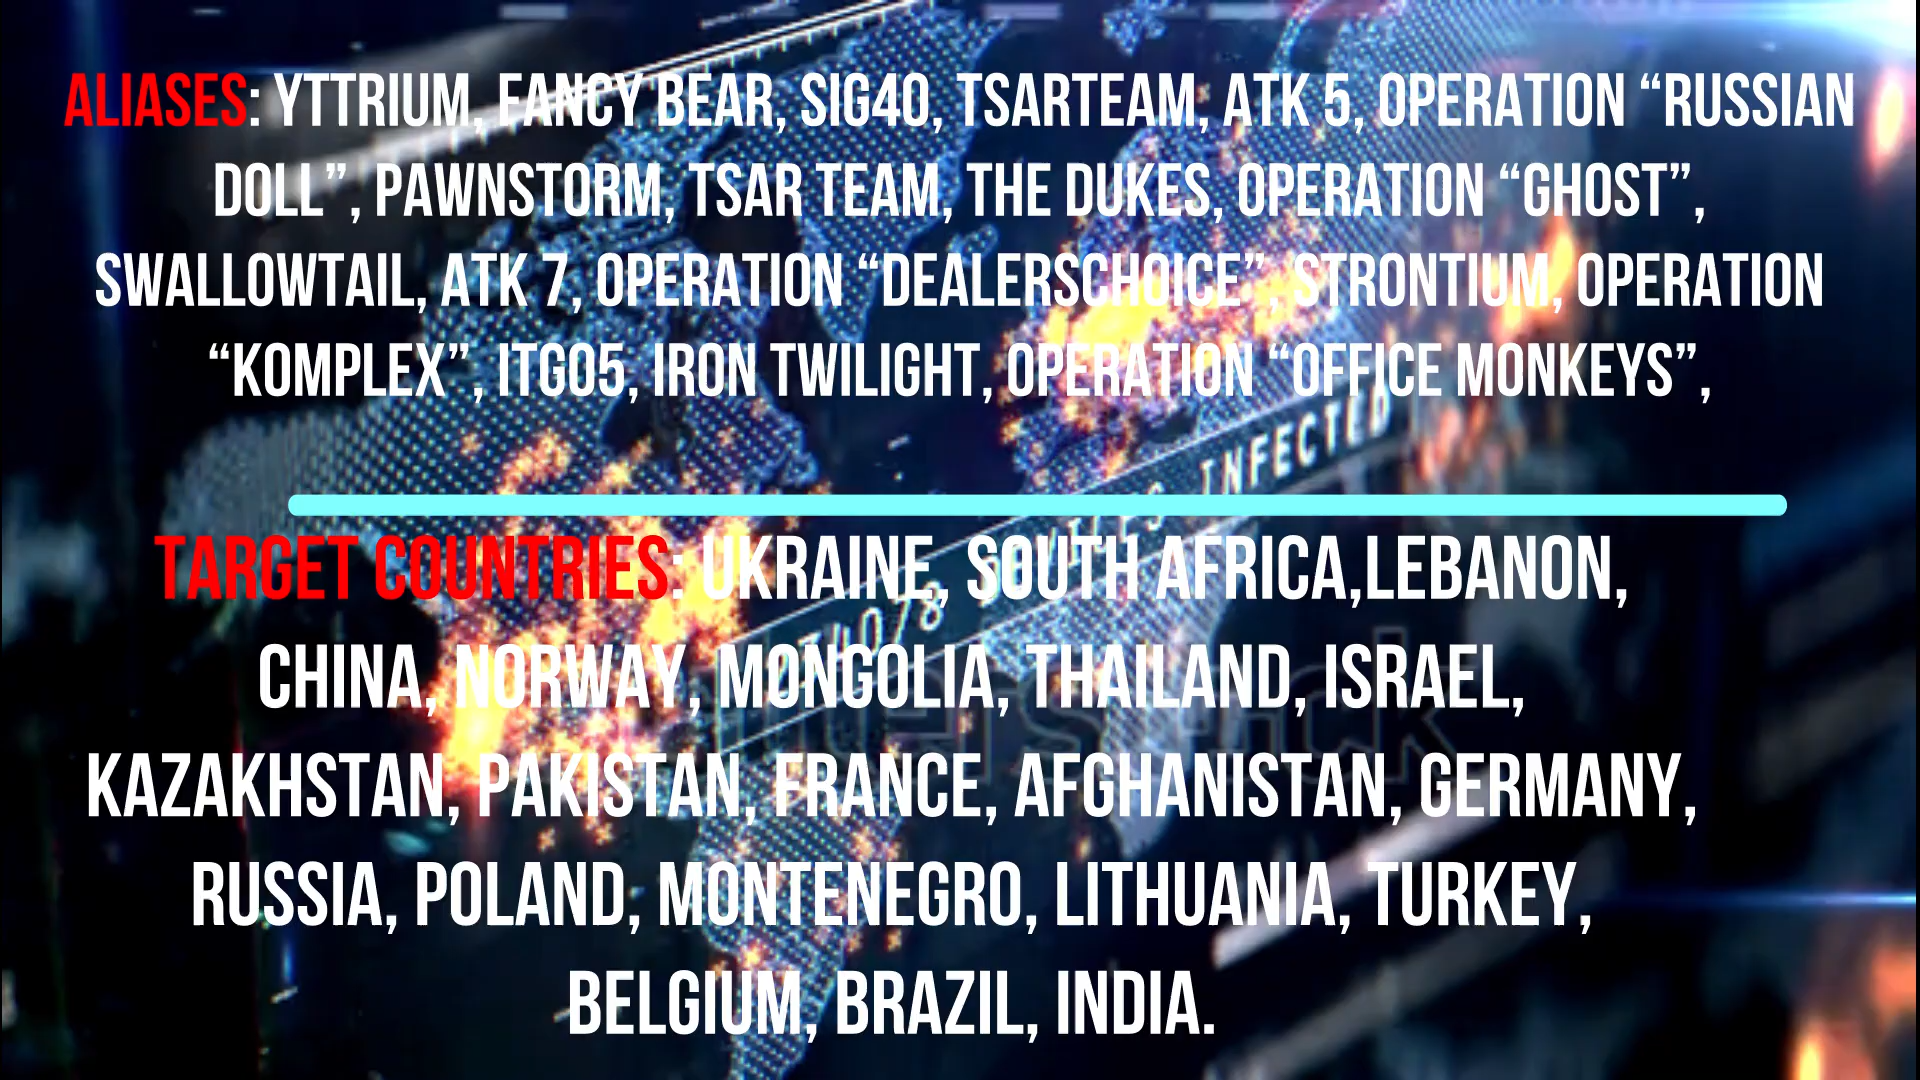 ALIASES: YTTRIUM, FANCY BEAR, SIG40, TSARTEAM, ATK 5, OPERATION “RUSSIAN
DOLL”, PAWNSTORM, TSAR TEAM, THE DUKES, OPERATION “GHOST”,
SWALLOWTAIL, ATK 7, OPERATION “DEALERSCHOICE”, STRONTIUM, OPERATION
“KOMPLEX”, ITG05, IRON TWILIGHT, OPERATION “OFFICE MONKEYS”,
INFECTED
TARGET COUNTRIES: UKRAINE, SOUTH AFRICA,LEBANON,
CHINA, NORWAY, MONGOLIA, THAILAND, ISRAEL,
KAZAKHSTAN, PAKISTAN, FRANCE, AFGHANISTAN, GERMANY,
RUSSIA, POLAND, MONTENEGRO, LITHUANIA, TURKEY,
BELGIUM, BRAZIL, INDIA.